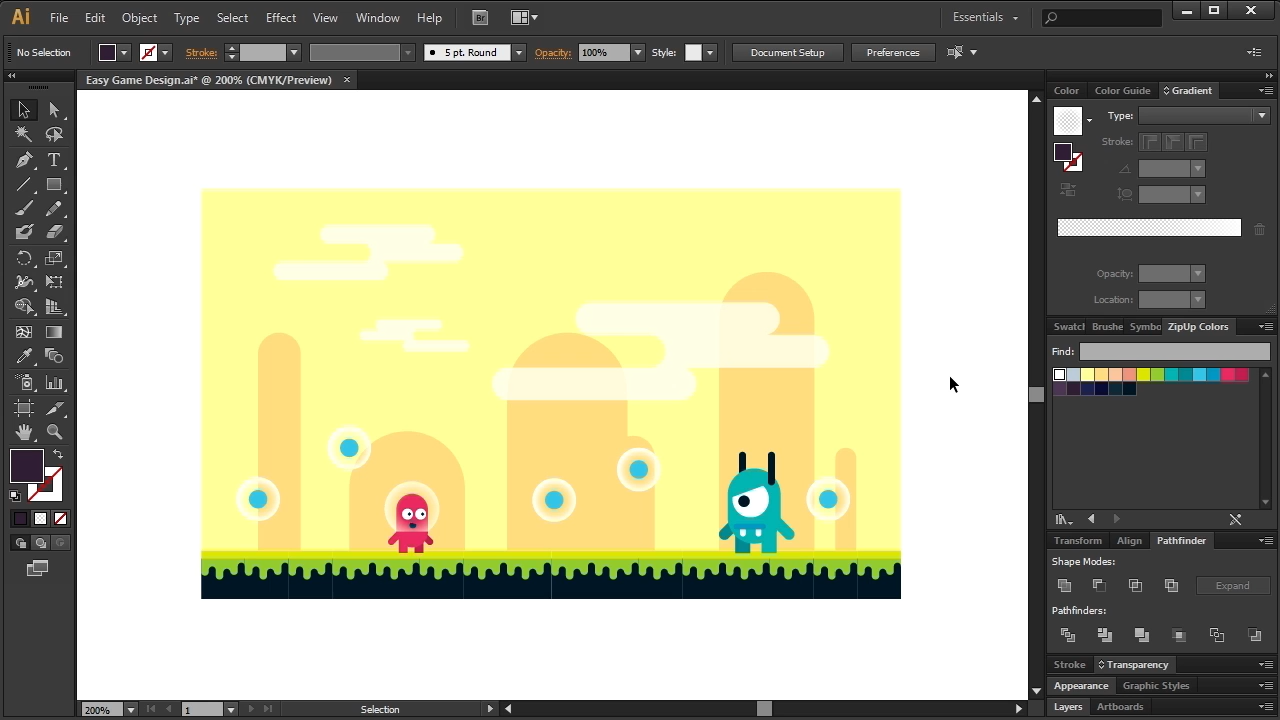 Ai File Edit Object Type Select Effect View Window Help Br Essentials
No Selection Stroke: 5 pt. Round Opacity: 100% Style: Document Setup Preferences
Easy Game Design.ai* @ 200% (CMYK/Preview) ×
Color Color Guide Gradient
Type:
Stroke:
Opacity:
Location:
Swatcl Brushe Symbo ZipUp Colors
Find:
Transform Align Pathfinder
Shape Modes:
Expand
Pathfinders:
Stroke Transparency
Appearance Graphic Styles
Layers Artboards
200% 1 Selection